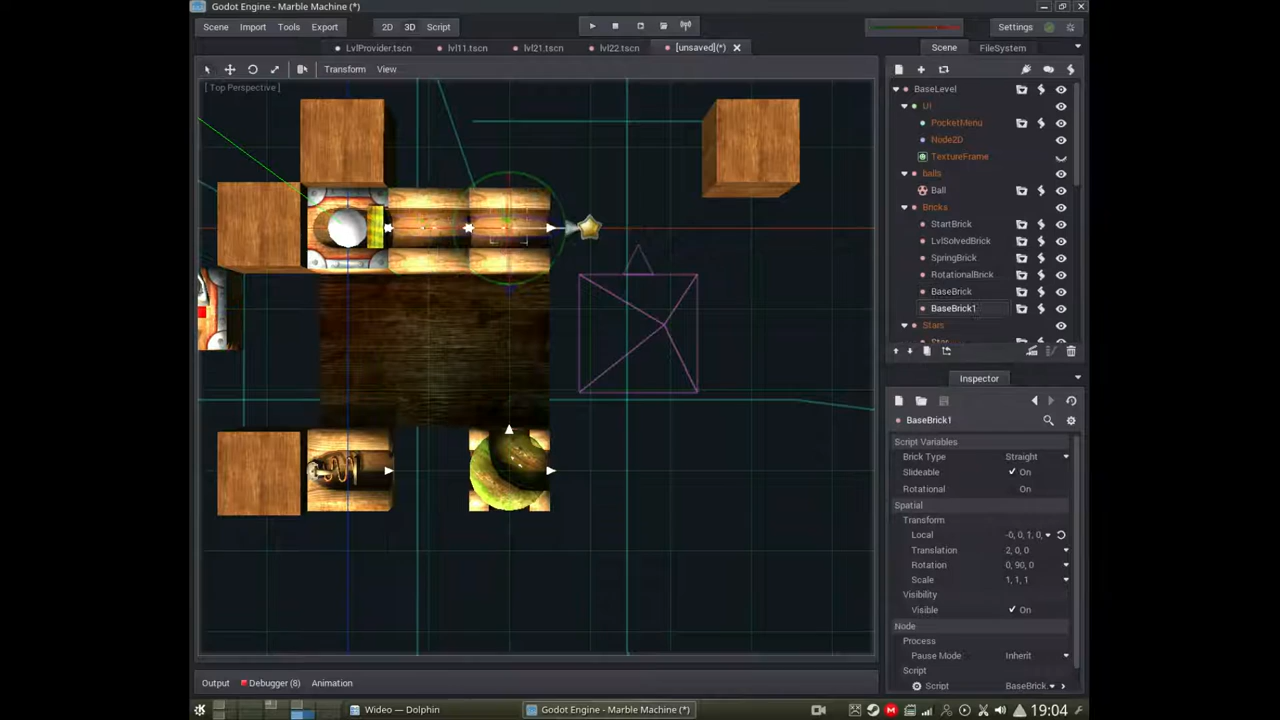 Godot Engine - Marble Machine (*)
Scene Import Tools Export 2D 3D Script Settings
LvlProvider.tscn lvl11.tscn lvl21.tscn lvl22.tscn [unsaved](*) Scene FileSystem
Transform View
[ Top Perspective ]
BaseLevel
UI
PocketMenu
Node2D
TextureFrame
balls
Ball
Bricks
StartBrick
LvlSolvedBrick
SpringBrick
RotationalBrick
BaseBrick
BaseBrick1
Stars
Inspector
BaseBrick1
Script Variables
Brick Type Straight
Slideable On
Rotational On
Spatial
Transform
Local -0, 0, 1, 0,
Translation 2, 0, 0
Rotation 0, 90, 0
Scale 1, 1, 1
Visibility
Visible On
Node
Process
Pause Mode Inherit
Script
Script BaseBrick.
Output Debugger (8) Animation
Wideo — Dolphin Godot Engine - Marble Machine (*) 19:04